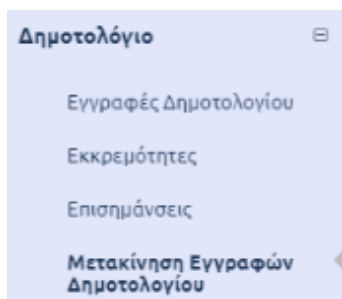 Δημοτολόγιο
Εγγραφές Δημοτολογίου
Εκκρεμότητες
Επισημάνσεις
Μετακίνηση Εγγραφών
Δημοτολογίου